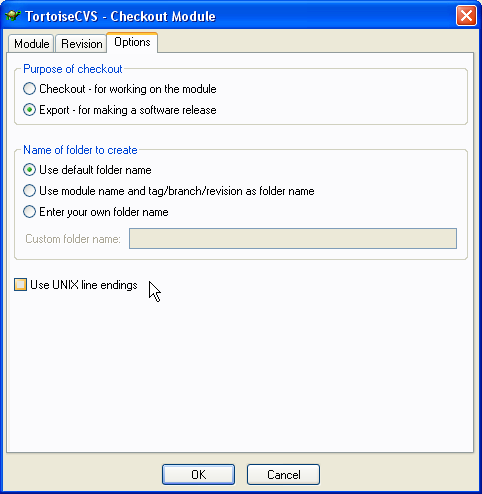 TortoiseCVS - Checkout Module
Module Revision Options
Purpose of checkout
Checkout - for working on the module
Export - for making a software release
Name of folder to create
Use default folder name
Use module name and tag/branch/revision as folder name
Enter your own folder name
Custom folder name:
Use UNIX line endings
OK Cancel